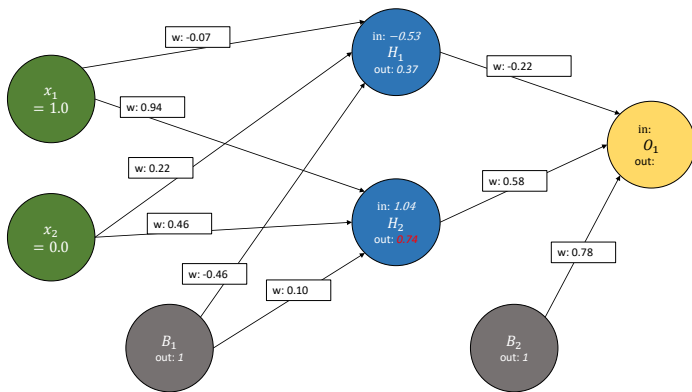 w: -0.07
in: -0.53
H₁
out: 0.37
w: -0.22
x₁
= 1.0
w: 0.94
in:
O₁
out:
w: 0.22
w: 0.58
in: 1.04
H₂
out: 0.74
x₂
= 0.0
w: 0.46
w: -0.46
w: 0.10
w: 0.78
B₁
out: 1
B₂
out: 1